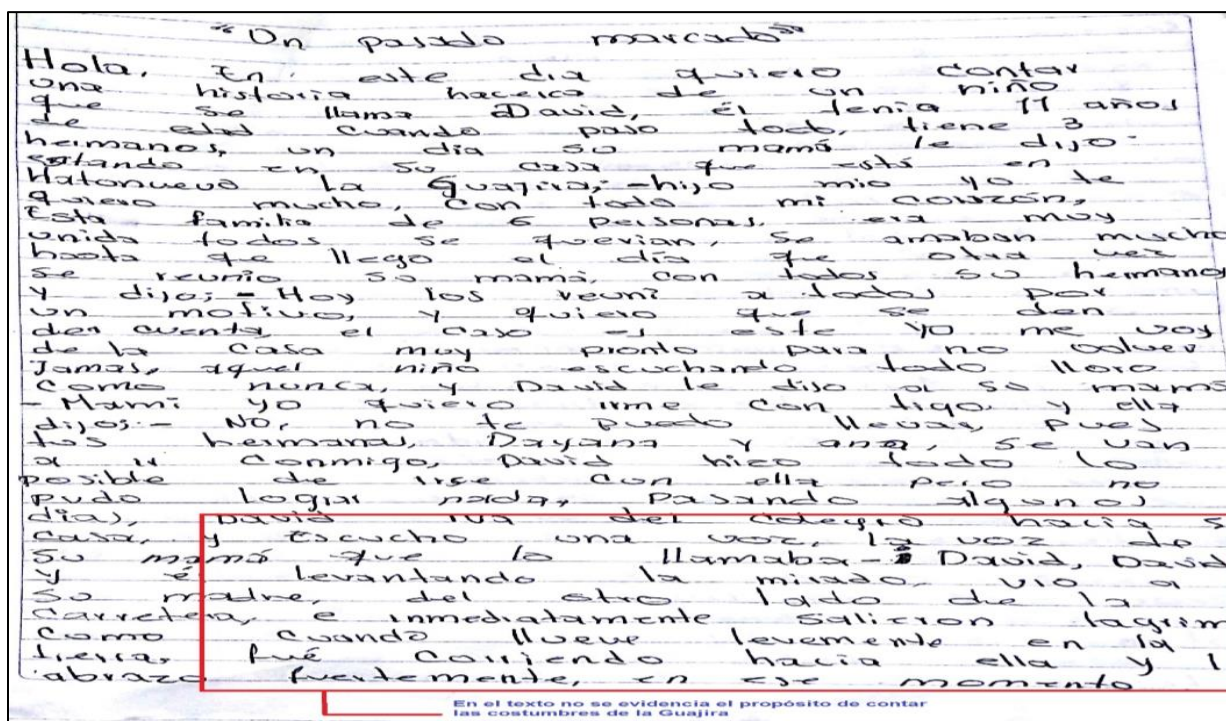 "Un pasado marcado"
Hola, En este dia quiero contar
una historia hacerca de un niño
que se llama David, él tenia 11 años
de edad cuando paso todo, tiene 3
hermanos, un día su mamá le dijo
estando en su casa que está en
Hatonuevo la Guajira; -hijo mio yo te
quiero mucho, con todo mi corazón,
Esta familia de 6 personas, era muy
unida todos se querian, se amaban mucho
hasta que llego el día que otra vez
se reunio su mamá, con todos su hermanos
y dijo; - Hoy los reuní a todos por
un motivo, y quiero que se den
den cuenta, el caso es este yo me voy
de la casa muy pronto para no volver
Jamas, aquel niño escuchando todo lloro
como nunca, y David le dijo a su mamá
- Mami yo quiero irme con tigo y ella
dijo: - NO, no te puedo llevar, pues
tus hermanas, Dayana y ana, se van
a ir conmigo, David hizo todo lo
posible de irse con ella pero no
pudo lograr nada, Pasando algunos
días, David iva del colegio hacia s
casa, y Escucho una voz, la voz de
su mamá que lo llamaba- David, David
y él levantando la mirada vio a
su madre, del otro lado de la
carretera, e inmediatamente salieron lagrim
como cuando llueve levemente en la
tierra, fué corriendo hacia ella y l
abrazo fuertemente, en ese momento
En el texto no se evidencia el propósito de contar
las costumbres de la Guajira